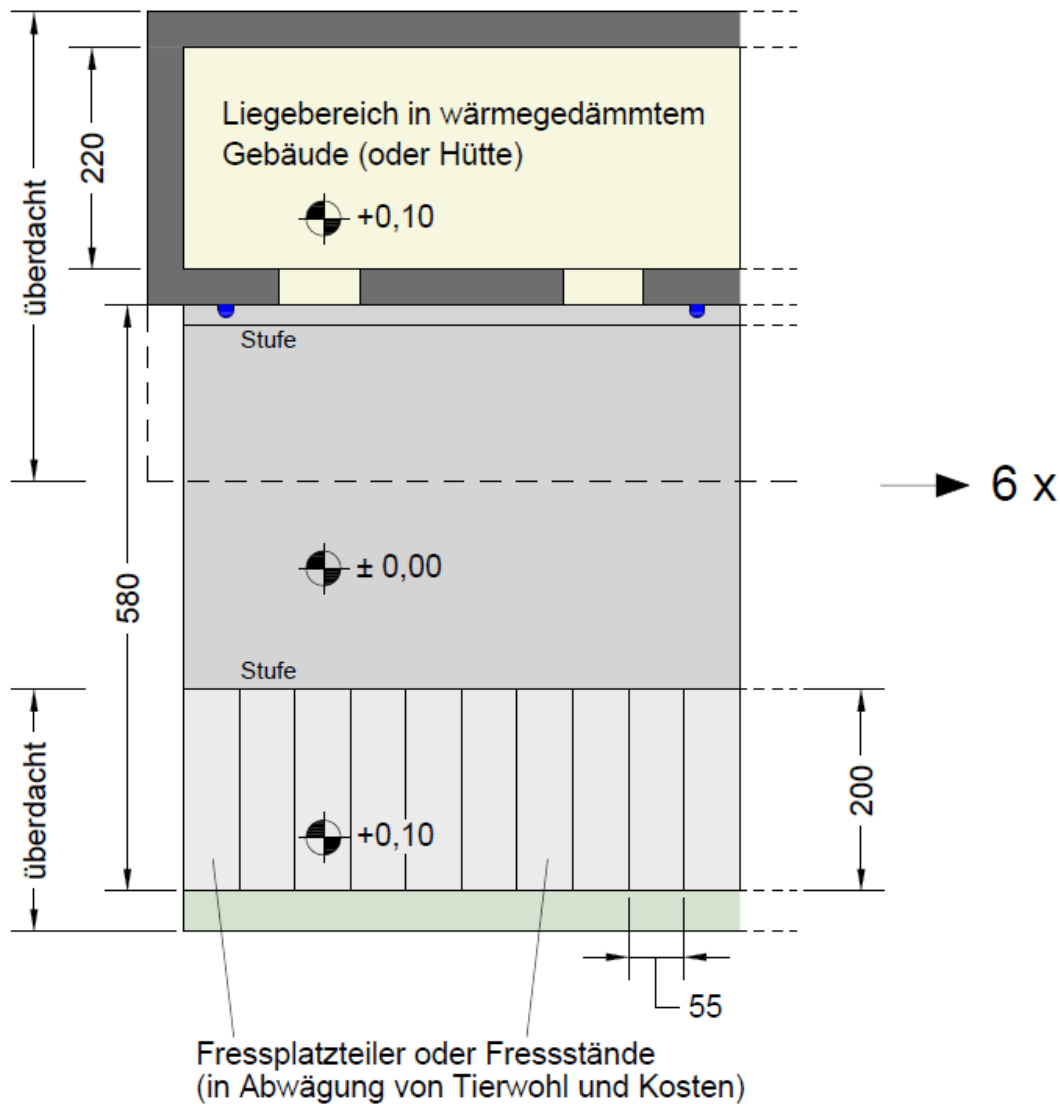 überdacht
220
Liegebereich in wärmegedämmtem
Gebäude (oder Hütte)
+0,10
Stufe
6 x
± 0,00
580
Stufe
überdacht
+0,10
200
55
Fressplatzteiler oder Fressstände
(in Abwägung von Tierwohl und Kosten)